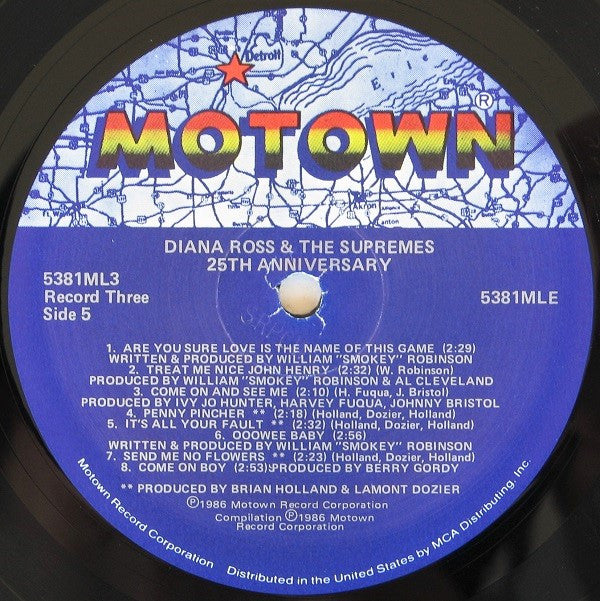 Detroit
Erie
MOTOWN®
Akron
Canton
DIANA ROSS & THE SUPREMES
25TH ANNIVERSARY
5381ML3
Record Three
Side 5
5381MLE
1. ARE YOU SURE LOVE IS THE NAME OF THIS GAME (2:29)
WRITTEN & PRODUCED BY WILLIAM "SMOKEY" ROBINSON
2. TREAT ME NICE JOHN HENRY (2:32) (W. Robinson)
PRODUCED BY WILLIAM "SMOKEY" ROBINSON & AL CLEVELAND
3. COME ON AND SEE ME (2:10) (H. Fuqua, J. Bristol)
PRODUCED BY IVY JO HUNTER, HARVEY FUQUA, JOHNNY BRISTOL
4. PENNY PINCHER ** (2:18) (Holland, Dozier, Holland)
5. IT'S ALL YOUR FAULT ** (2:32) (Holland, Dozier, Holland)
6. OOOWEE BABY (2:56)
WRITTEN & PRODUCED BY WILLIAM "SMOKEY" ROBINSON
7. SEND ME NO FLOWERS ** (2:23) (Holland, Dozier, Holland)
8. COME ON BOY (2:53) PRODUCED BY BERRY GORDY
** PRODUCED BY BRIAN HOLLAND & LAMONT DOZIER
℗1986 Motown Record Corporation
Compilation ℗1986 Motown
Record Corporation
Motown Record Corporation Distributed in the United States by MCA Distributing, Inc.